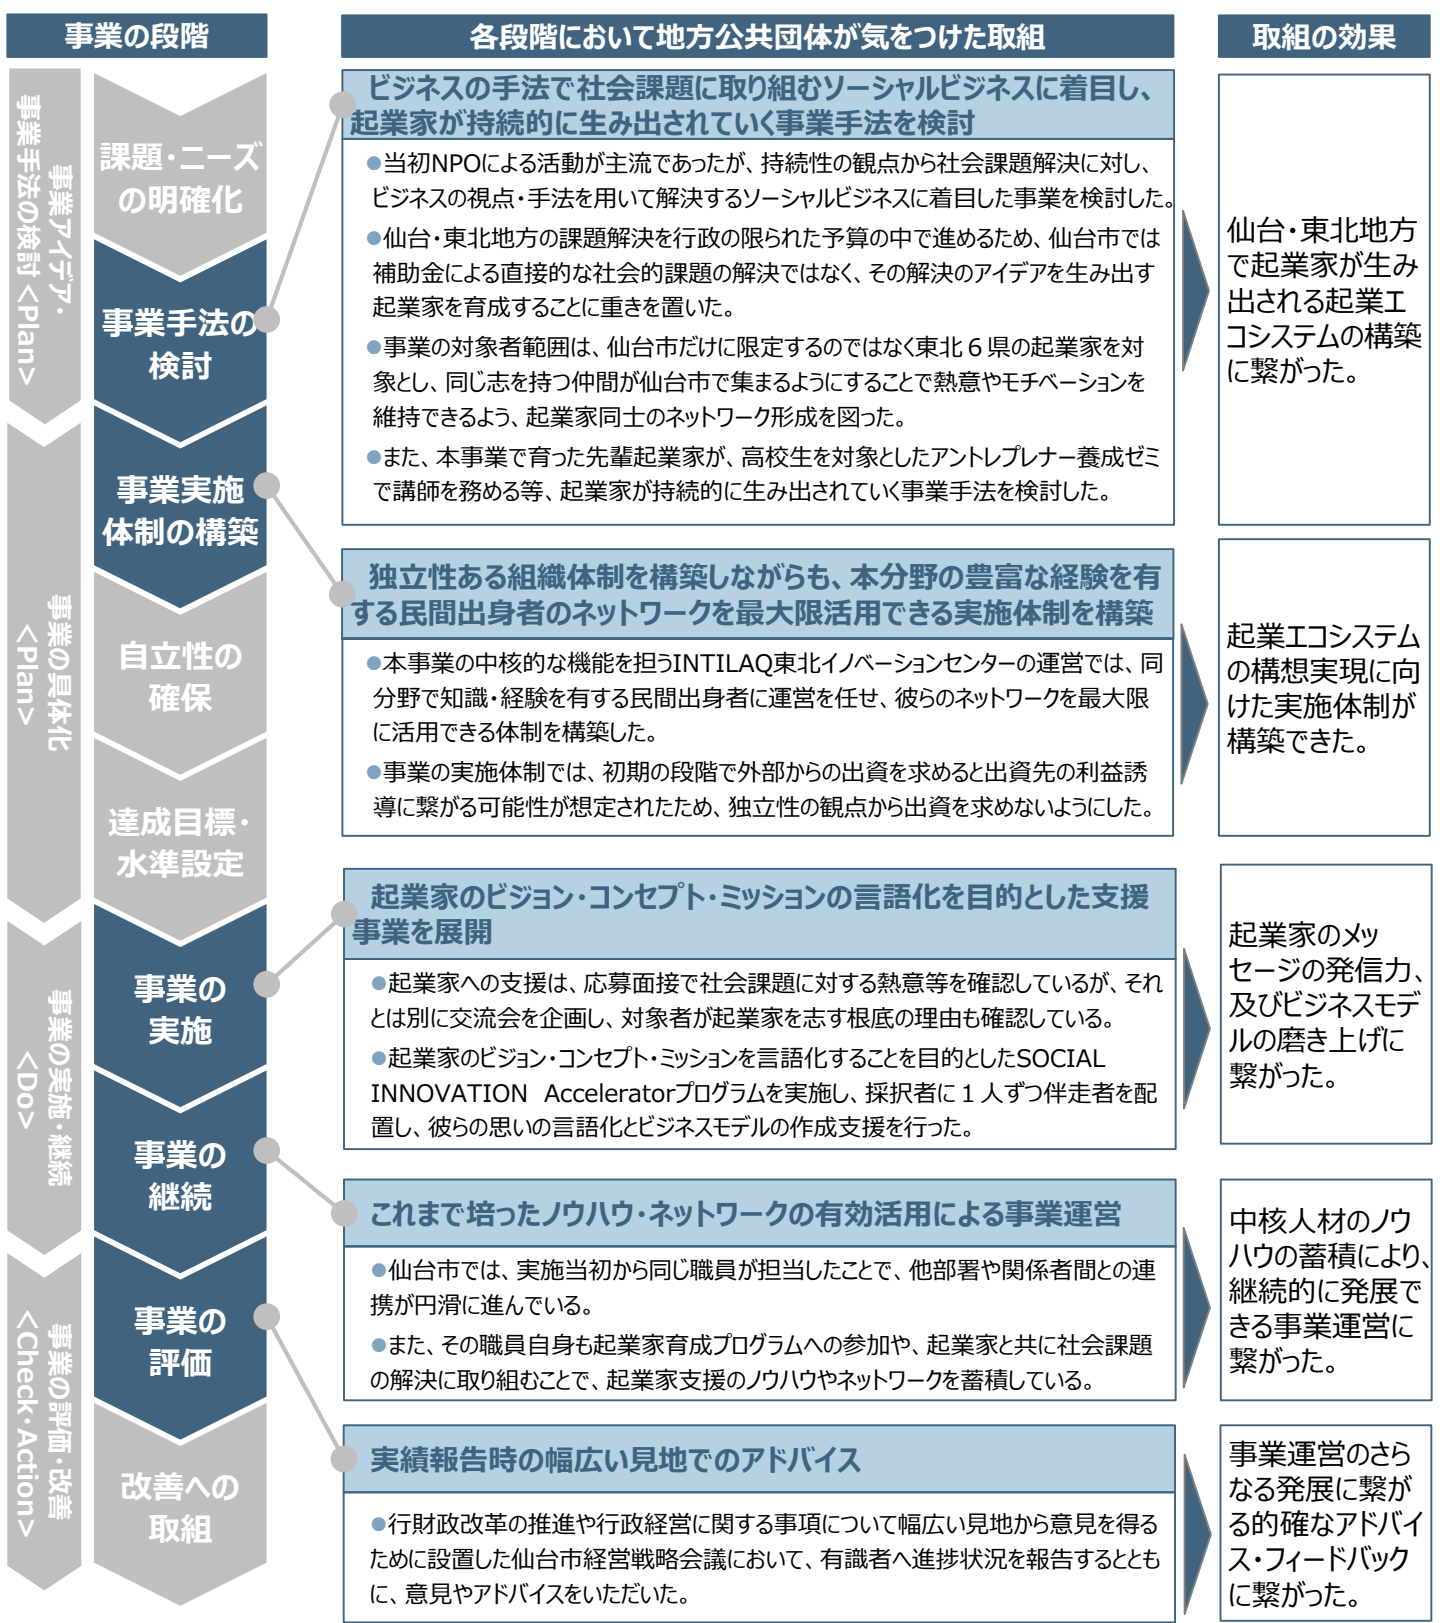 事業の段階
各段階において地方公共団体が気をつけた取組
取組の効果
事業アイデア・
事業手法の検討 <Plan>
事業の具体化
<Plan>
事業の実施・継続
<Do>
事業の評価・改善
<Check・Action>
課題・ニーズ
の明確化
事業手法の
検討
事業実施
体制の構築
自立性の
確保
達成目標・
水準設定
事業の
実施
事業の
継続
事業の
評価
改善への
取組
ビジネスの手法で社会課題に取り組むソーシャルビジネスに着目し、
起業家が持続的に生み出されていく事業手法を検討
●当初NPOによる活動が主流であったが、持続性の観点から社会課題解決に対し、
ビジネスの視点・手法を用いて解決するソーシャルビジネスに着目した事業を検討した。
●仙台・東北地方の課題解決を行政の限られた予算の中で進めるため、仙台市では
補助金による直接的な社会的課題の解決ではなく、その解決のアイデアを生み出す
起業家を育成することに重きを置いた。
●事業の対象者範囲は、仙台市だけに限定するのではなく東北６県の起業家を対
象とし、同じ志を持つ仲間が仙台市で集まるようにすることで熱意やモチベーションを
維持できるよう、起業家同士のネットワーク形成を図った。
●また、本事業で育った先輩起業家が、高校生を対象としたアントレプレナー養成ゼミ
で講師を務める等、起業家が持続的に生み出されていく事業手法を検討した。
仙台・東北地方
で起業家が生み
出される起業エ
コシステムの構築
に繋がった。
独立性ある組織体制を構築しながらも、本分野の豊富な経験を有
する民間出身者のネットワークを最大限活用できる実施体制を構築
●本事業の中核的な機能を担うINTILAQ東北イノベーションセンターの運営では、同
分野で知識・経験を有する民間出身者に運営を任せ、彼らのネットワークを最大限
に活用できる体制を構築した。
●事業の実施体制では、初期の段階で外部からの出資を求めると出資先の利益誘
導に繋がる可能性が想定されたため、独立性の観点から出資を求めないようにした。
起業エコシステム
の構想実現に向
けた実施体制が
構築できた。
起業家のビジョン・コンセプト・ミッションの言語化を目的とした支援
事業を展開
●起業家への支援は、応募面接で社会課題に対する熱意等を確認しているが、それ
とは別に交流会を企画し、対象者が起業家を志す根底の理由も確認している。
●起業家のビジョン・コンセプト・ミッションを言語化することを目的としたSOCIAL
INNOVATION Acceleratorプログラムを実施し、採択者に１人ずつ伴走者を配
置し、彼らの思いの言語化とビジネスモデルの作成支援を行った。
起業家のメッ
セージの発信力、
及びビジネスモデ
ルの磨き上げに
繋がった。
これまで培ったノウハウ・ネットワークの有効活用による事業運営
●仙台市では、実施当初から同じ職員が担当したことで、他部署や関係者間との連
携が円滑に進んでいる。
●また、その職員自身も起業家育成プログラムへの参加や、起業家と共に社会課題
の解決に取り組むことで、起業家支援のノウハウやネットワークを蓄積している。
中核人材のノウ
ハウの蓄積により、
継続的に発展で
きる事業運営に
繋がった。
実績報告時の幅広い見地でのアドバイス
●行財政改革の推進や行政経営に関する事項について幅広い見地から意見を得る
ために設置した仙台市経営戦略会議において、有識者へ進捗状況を報告するととも
に、意見やアドバイスをいただいた。
事業運営のさら
なる発展に繋が
る的確なアドバイ
ス・フィードバック
に繋がった。